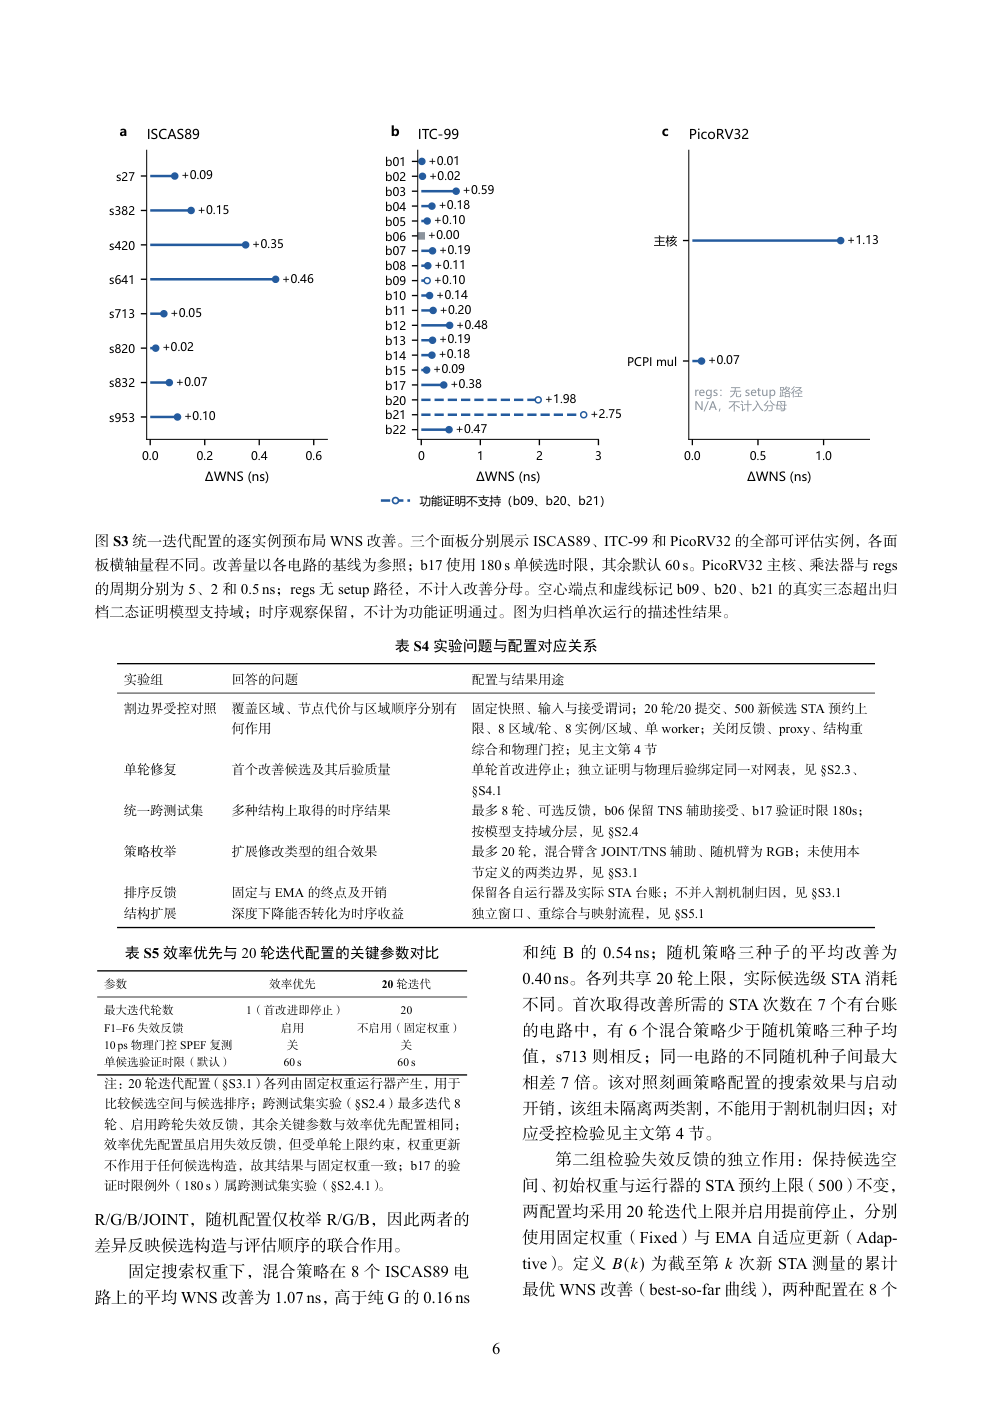 a ISCAS89
s27 +0.09
s382 +0.15
s420 +0.35
s641 +0.46
s713 +0.05
s820 +0.02
s832 +0.07
s953 +0.10
0.0 0.2 0.4 0.6
ΔWNS (ns)
b ITC-99
b01 +0.01
b02 +0.02
b03 +0.59
b04 +0.18
b05 +0.10
b06 +0.00
b07 +0.19
b08 +0.11
b09 +0.10
b10 +0.14
b11 +0.20
b12 +0.48
b13 +0.19
b14 +0.18
b15 +0.09
b17 +0.38
b20 +1.98
b21 +2.75
b22 +0.47
0 1 2 3
ΔWNS (ns)
c PicoRV32
主核 +1.13
PCPI mul +0.07
regs：无 setup 路径
N/A，不计入分母
0.0 0.5 1.0
ΔWNS (ns)
功能证明不支持（b09、b20、b21）
图 S3 统一迭代配置的逐实例预布局 WNS 改善。三个面板分别展示 ISCAS89、ITC-99 和 PicoRV32 的全部可评估实例，各面
板横轴量程不同。改善量以各电路的基线为参照；b17 使用 180 s 单候选时限，其余默认 60 s。PicoRV32 主核、乘法器与 regs
的周期分别为 5、2 和 0.5 ns；regs 无 setup 路径，不计入改善分母。空心端点和虚线标记 b09、b20、b21 的真实三态超出归
档二态证明模型支持域；时序观察保留，不计为功能证明通过。图为归档单次运行的描述性结果。
表 S4 实验问题与配置对应关系
实验组 回答的问题 配置与结果用途
割边界受控对照 覆盖区域、节点代价与区域顺序分别有 固定快照、输入与接受谓词；20 轮/20 提交、500 新候选 STA 预约上
何作用 限、8 区域/轮、8 实例/区域、单 worker；关闭反馈、proxy、结构重
综合和物理门控；见主文第 4 节
单轮修复 首个改善候选及其后验质量 单轮首改进停止；独立证明与物理后验绑定同一对网表，见 §S2.3、
§S4.1
统一跨测试集 多种结构上取得的时序结果 最多 8 轮、可选反馈，b06 保留 TNS 辅助接受、b17 验证时限 180s；
按模型支持域分层，见 §S2.4
策略枚举 扩展修改类型的组合效果 最多 20 轮，混合臂含 JOINT/TNS 辅助、随机臂为 RGB；未使用本
节定义的两类边界，见 §S3.1
排序反馈 固定与 EMA 的终点及开销 保留各自运行器及实际 STA 台账；不并入割机制归因，见 §S3.1
结构扩展 深度下降能否转化为时序收益 独立窗口、重综合与映射流程，见 §S5.1
表 S5 效率优先与 20 轮迭代配置的关键参数对比
参数 效率优先 20 轮迭代
最大迭代轮数 1（首改进即停止） 20
F1–F6 失效反馈 启用 不启用（固定权重）
10 ps 物理门控 SPEF 复测 关 关
单候选验证时限（默认） 60 s 60 s
注：20 轮迭代配置（§S3.1）各列由固定权重运行器产生，用于
比较候选空间与候选排序；跨测试集实验（§S2.4）最多迭代 8
轮、启用跨轮失效反馈，其余关键参数与效率优先配置相同；
效率优先配置虽启用失效反馈，但受单轮上限约束，权重更新
不作用于任何候选构造，故其结果与固定权重一致；b17 的验
证时限例外（180 s）属跨测试集实验（§S2.4.1）。
R/G/B/JOINT，随机配置仅枚举 R/G/B，因此两者的
差异反映候选构造与评估顺序的联合作用。
固定搜索权重下，混合策略在 8 个 ISCAS89 电
路上的平均 WNS 改善为 1.07 ns，高于纯 G 的 0.16 ns
和纯 B 的 0.54 ns；随机策略三种子的平均改善为
0.40 ns。各列共享 20 轮上限，实际候选级 STA 消耗
不同。首次取得改善所需的 STA 次数在 7 个有台账
的电路中，有 6 个混合策略少于随机策略三种子均
值，s713 则相反；同一电路的不同随机种子间最大
相差 7 倍。该对照刻画策略配置的搜索效果与启动
开销，该组未隔离两类割，不能用于割机制归因；对
应受控检验见主文第 4 节。
第二组检验失效反馈的独立作用：保持候选空
间、初始权重与运行器的 STA 预约上限（500）不变，
两配置均采用 20 轮迭代上限并启用提前停止，分别
使用固定权重（Fixed）与 EMA 自适应更新（Adap-
tive）。定义 B(k) 为截至第 k 次新 STA 测量的累计
最优 WNS 改善（best-so-far 曲线），两种配置在 8 个
6